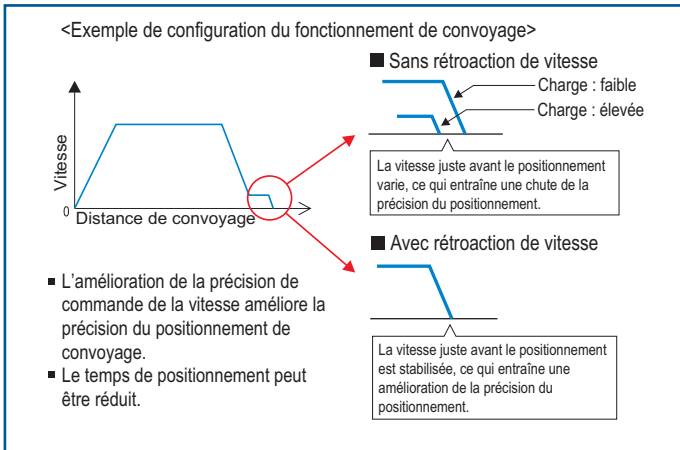 <Exemple de configuration du fonctionnement de convoyage>
Vitesse
0
Distance de convoyage
■ Sans rétroaction de vitesse
Charge : faible
Charge : élevée
La vitesse juste avant le positionnement
varie, ce qui entraîne une chute de la
précision du positionnement.
■ Avec rétroaction de vitesse
La vitesse juste avant le positionnement
est stabilisée, ce qui entraîne une
amélioration de la précision du
positionnement.
▪ L'amélioration de la précision de
commande de la vitesse améliore la
précision du positionnement de
convoyage.
▪ Le temps de positionnement peut
être réduit.